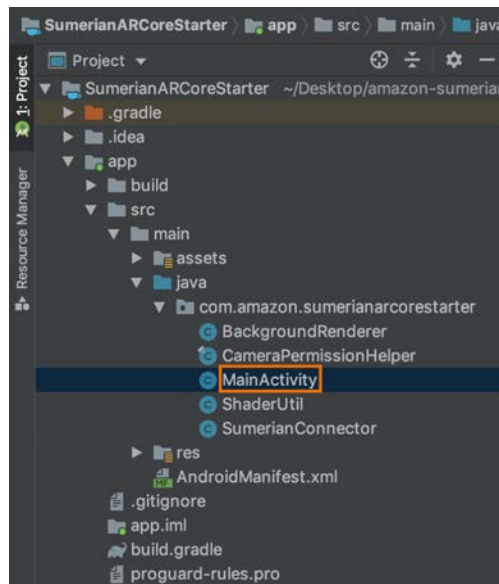 SumerianARCoreStarter app src main java
Project
SumerianARCoreStarter ~/Desktop/amazon-sumerian
.gradle
.idea
app
build
src
main
assets
java
com.amazon.sumerianarcorestarter
BackgroundRenderer
CameraPermissionHelper
MainActivity
ShaderUtil
SumerianConnector
res
AndroidManifest.xml
.gitignore
app.iml
build.gradle
proguard-rules.pro
1: Project
Resource Manager